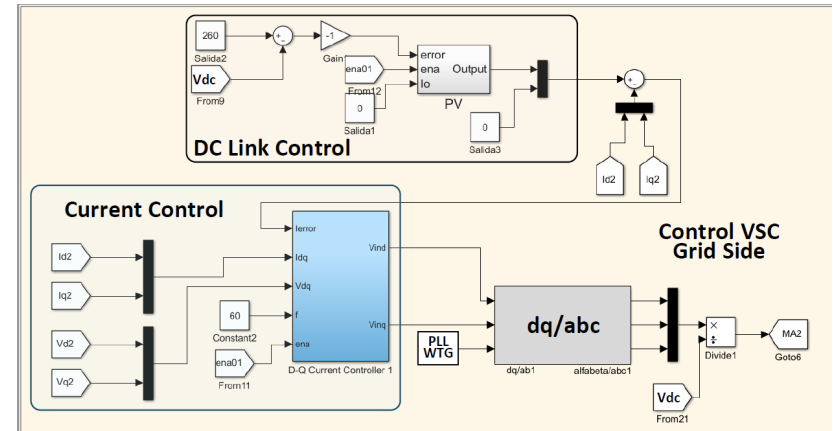 260
Salida2
Vdc
From9
+
-
-1
Gain
ena01
From12
0
Salida1
error
ena
Io
Output
PV
0
Salida3
DC Link Control
+
-
Id2
Iq2
Current Control
Id2
Iq2
Vd2
Vq2
60
Constant2
ena01
From11
Ierror
Idq
Vdq
f
ena
Vind
Vinq
D-Q Current Controller 1
PLL
WTG
dq/abc
dq/ab1
alfabeta/abc1
Control VSC
Grid Side
×
÷
Divide1
Vdc
From21
MA2
Goto6